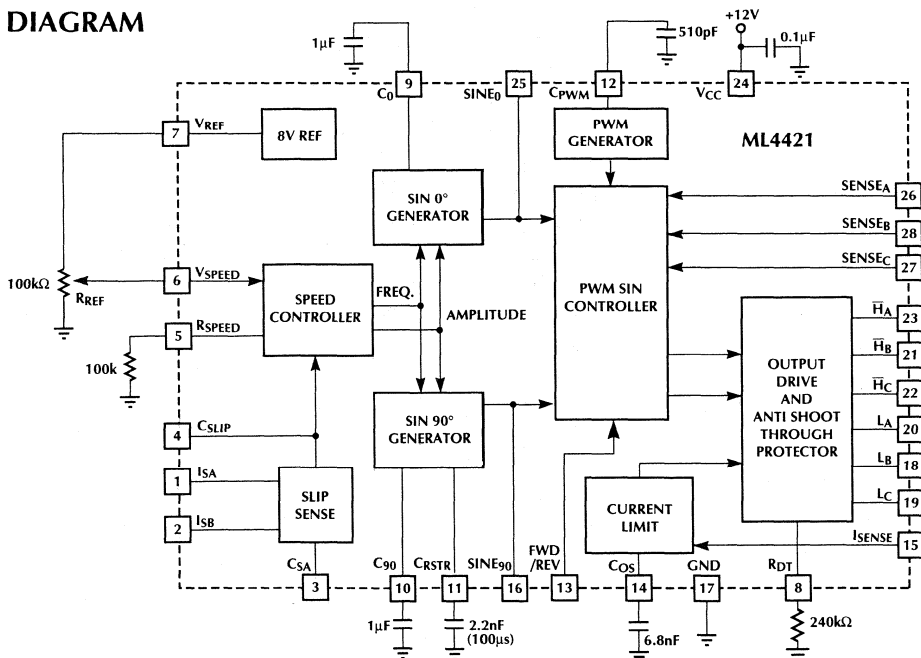 DIAGRAM
+12V
1μF
510pF
0.1μF
9
25
12
24
C0
SINE0
CPWM
VCC
7
VREF
8V REF
PWM
GENERATOR
ML4421
SIN 0°
GENERATOR
SENSEA
26
SENSEB
28
SENSEC
27
100kΩ
RREF
6
VSPEED
SPEED
CONTROLLER
FREQ.
AMPLITUDE
PWM SIN
CONTROLLER
5
RSPEED
100k
H̅A
23
H̅B
21
H̅C
22
LA
20
LB
18
LC
19
OUTPUT
DRIVE
AND
ANTI SHOOT
THROUGH
PROTECTOR
SIN 90°
GENERATOR
4
CSLIP
1
ISA
2
ISB
SLIP
SENSE
CURRENT
LIMIT
ISENSE
15
CSA
C90
CRSTR
SINE90
FWD
/REV
COS
GND
RDT
3
10
11
16
13
14
17
8
1μF
2.2nF
(100μs)
6.8nF
240kΩ